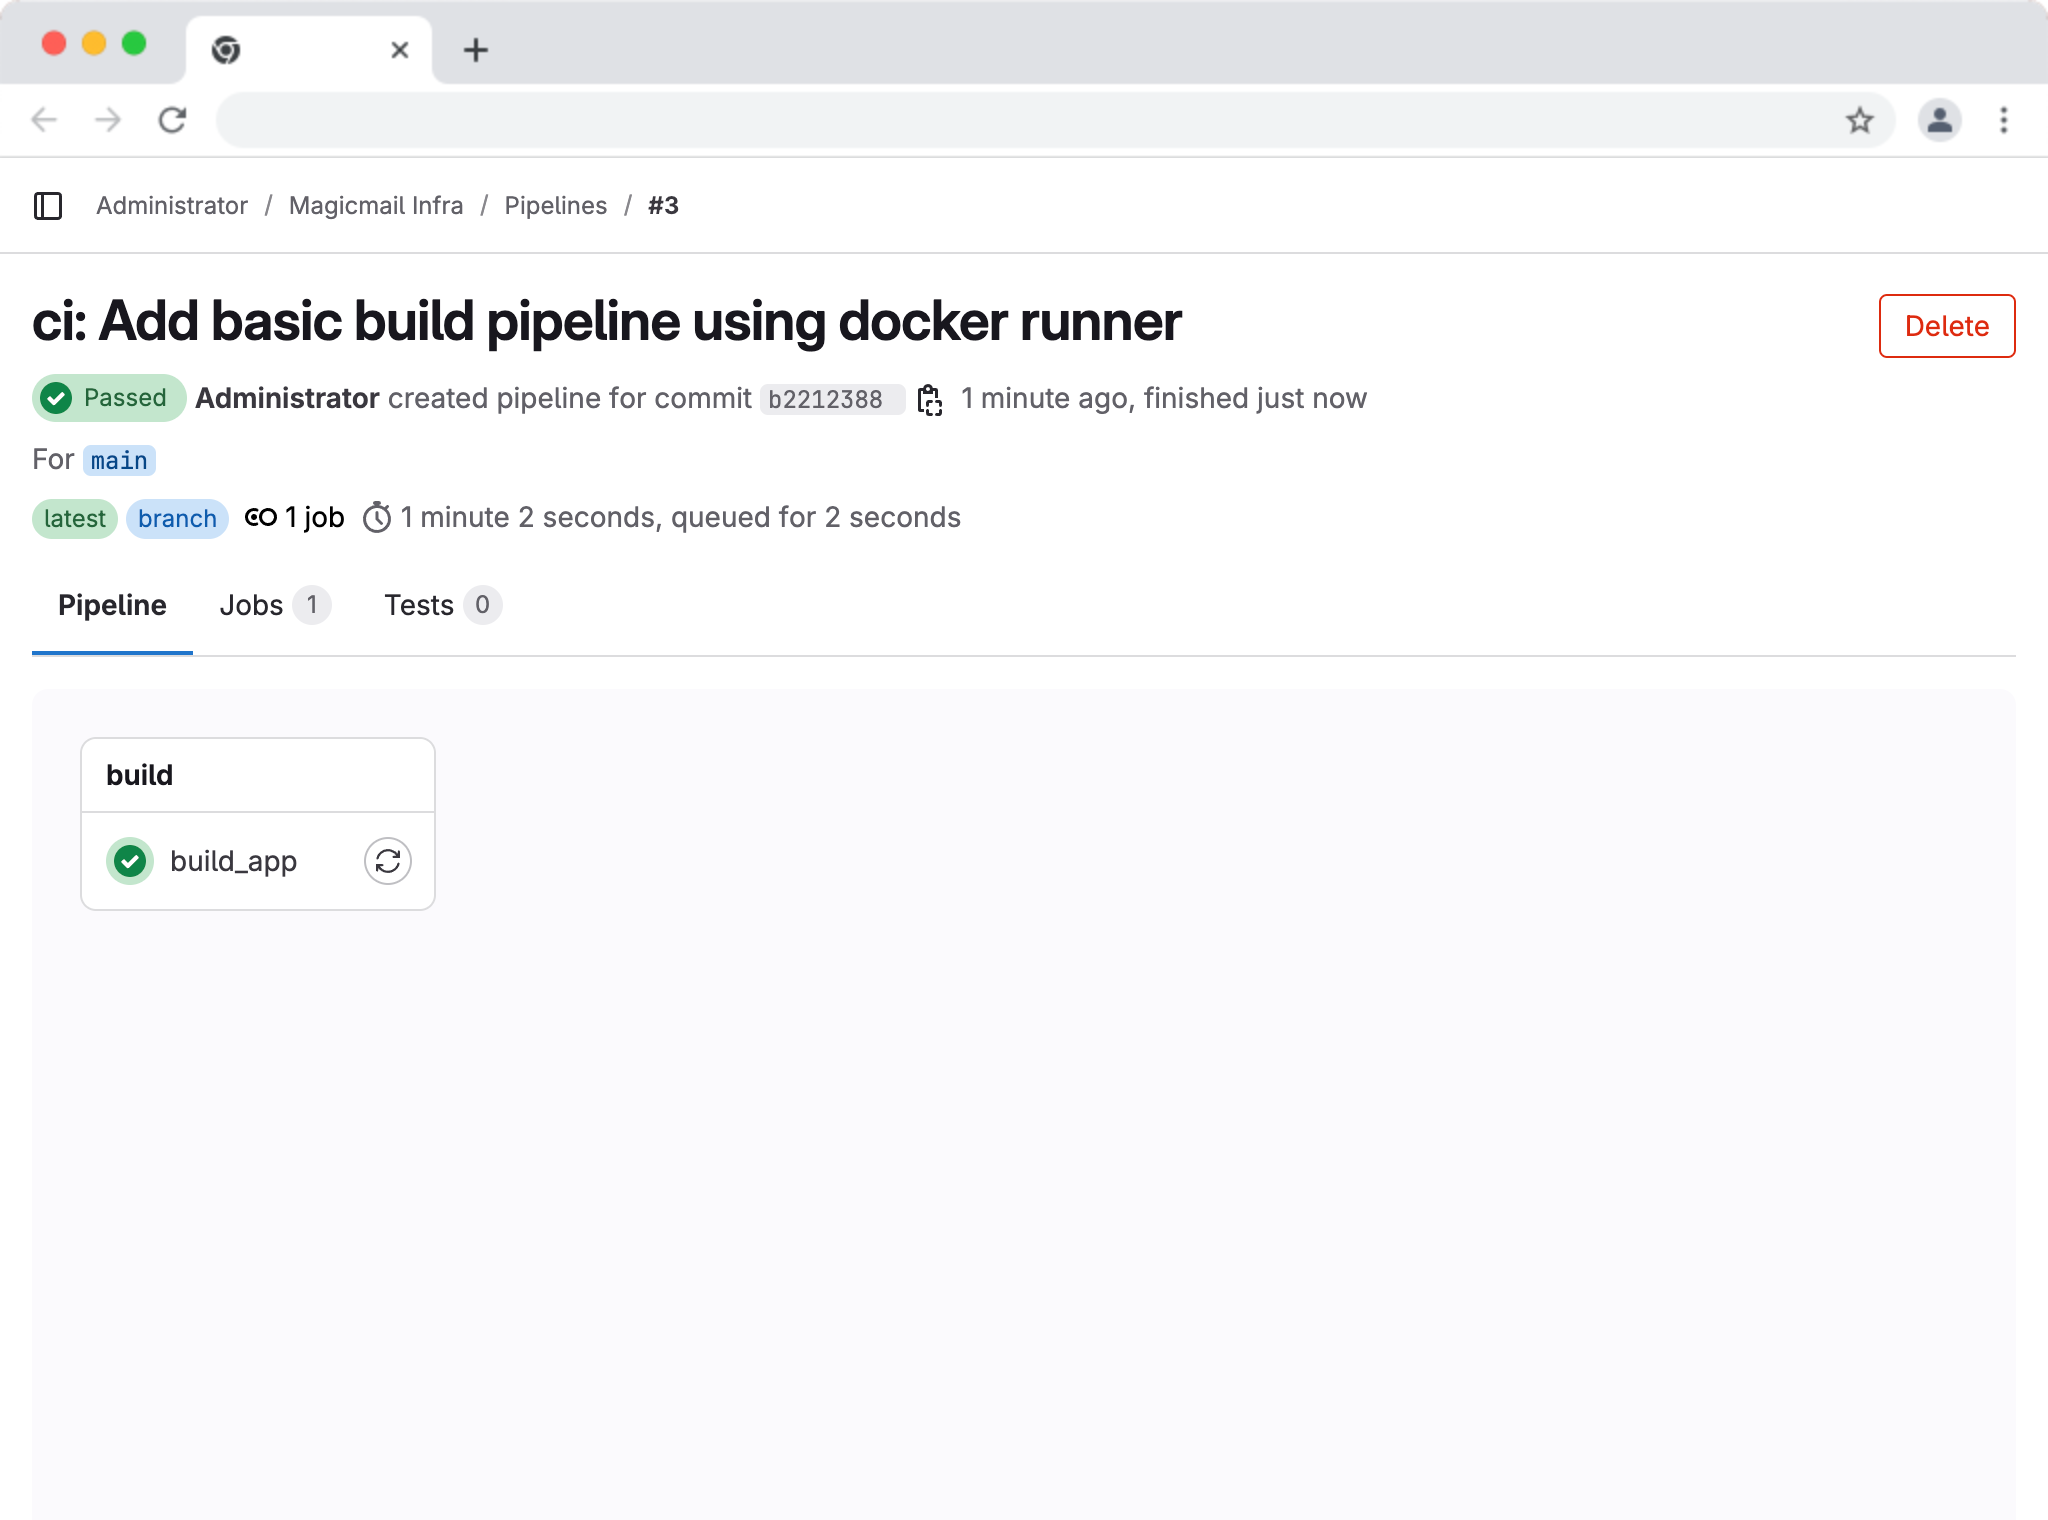 Administrator / Magicmail Infra / Pipelines / #3
ci: Add basic build pipeline using docker runner
Delete
Passed Administrator created pipeline for commit b2212388 1 minute ago, finished just now
For main
latest branch 1 job 1 minute 2 seconds, queued for 2 seconds
Pipeline Jobs 1 Tests 0
build
build_app